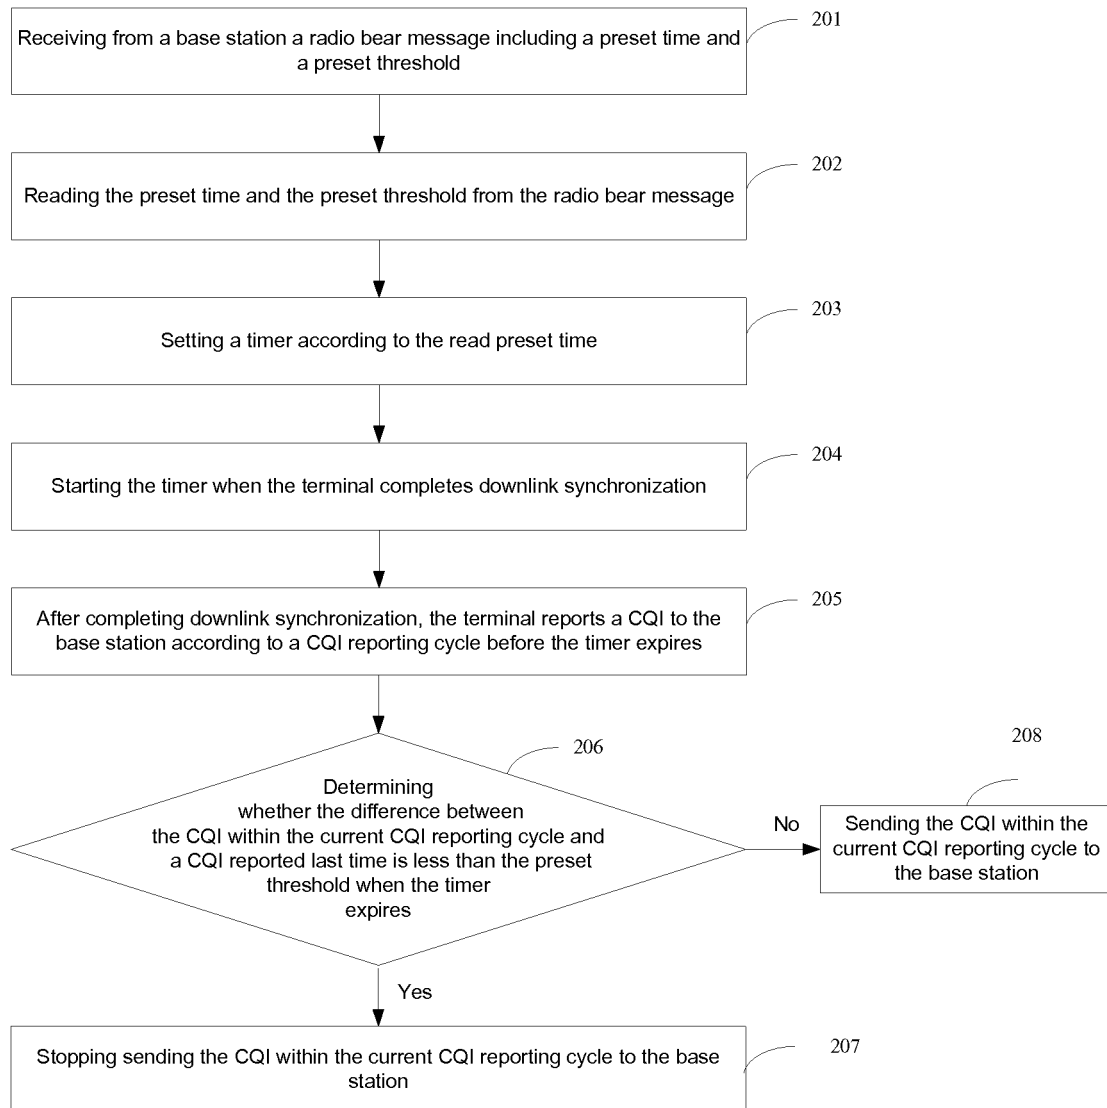 201
Receiving from a base station a radio bear message including a preset time and
a preset threshold
202
Reading the preset time and the preset threshold from the radio bear message
203
Setting a timer according to the read preset time
204
Starting the timer when the terminal completes downlink synchronization
205
After completing downlink synchronization, the terminal reports a CQI to the
base station according to a CQI reporting cycle before the timer expires
206
Determining
whether the difference between
the CQI within the current CQI reporting cycle and
a CQI reported last time is less than the preset
threshold when the timer
expires
No
208
Sending the CQI within the
current CQI reporting cycle to
the base station
Yes
207
Stopping sending the CQI within the current CQI reporting cycle to the base
station